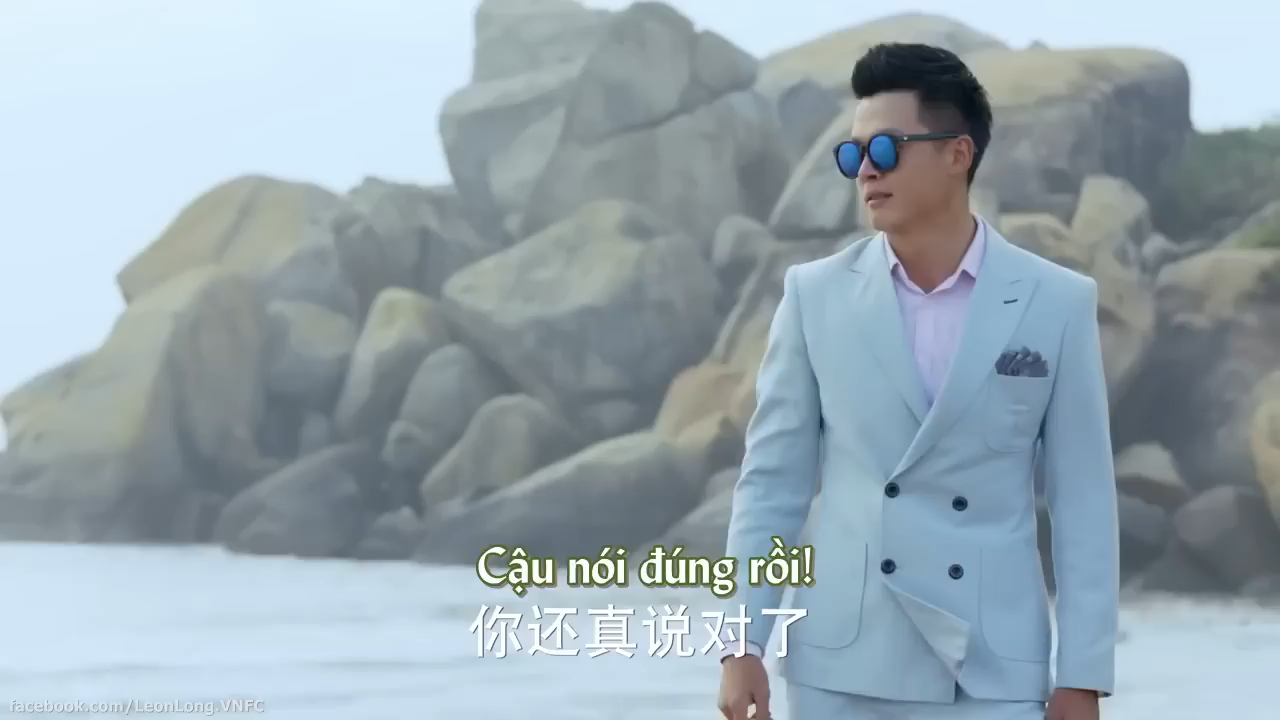 Cậu nói đúng rồi!
你还真说对了
facebook.com/LeonLong.VNFC